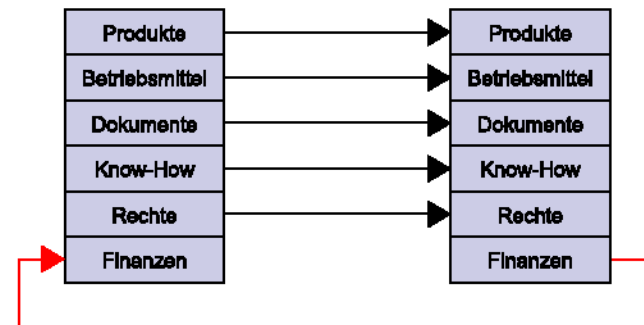 Produkte
Betriebsmittel
Dokumente
Know-How
Rechte
Finanzen
Produkte
Betriebsmittel
Dokumente
Know-How
Rechte
Finanzen